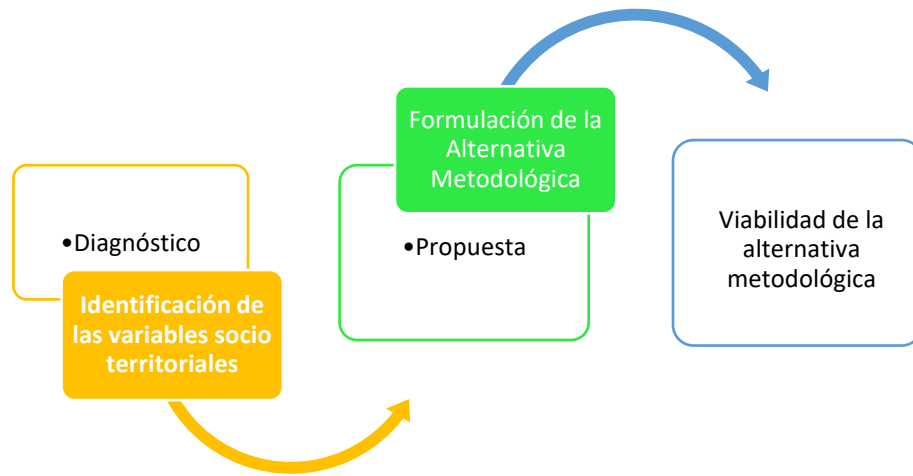 •Diagnóstico
Identificación de
las variables socio
territoriales
Formulación de la
Alternativa
Metodológica
•Propuesta
Viabilidad de la
alternativa
metodológica